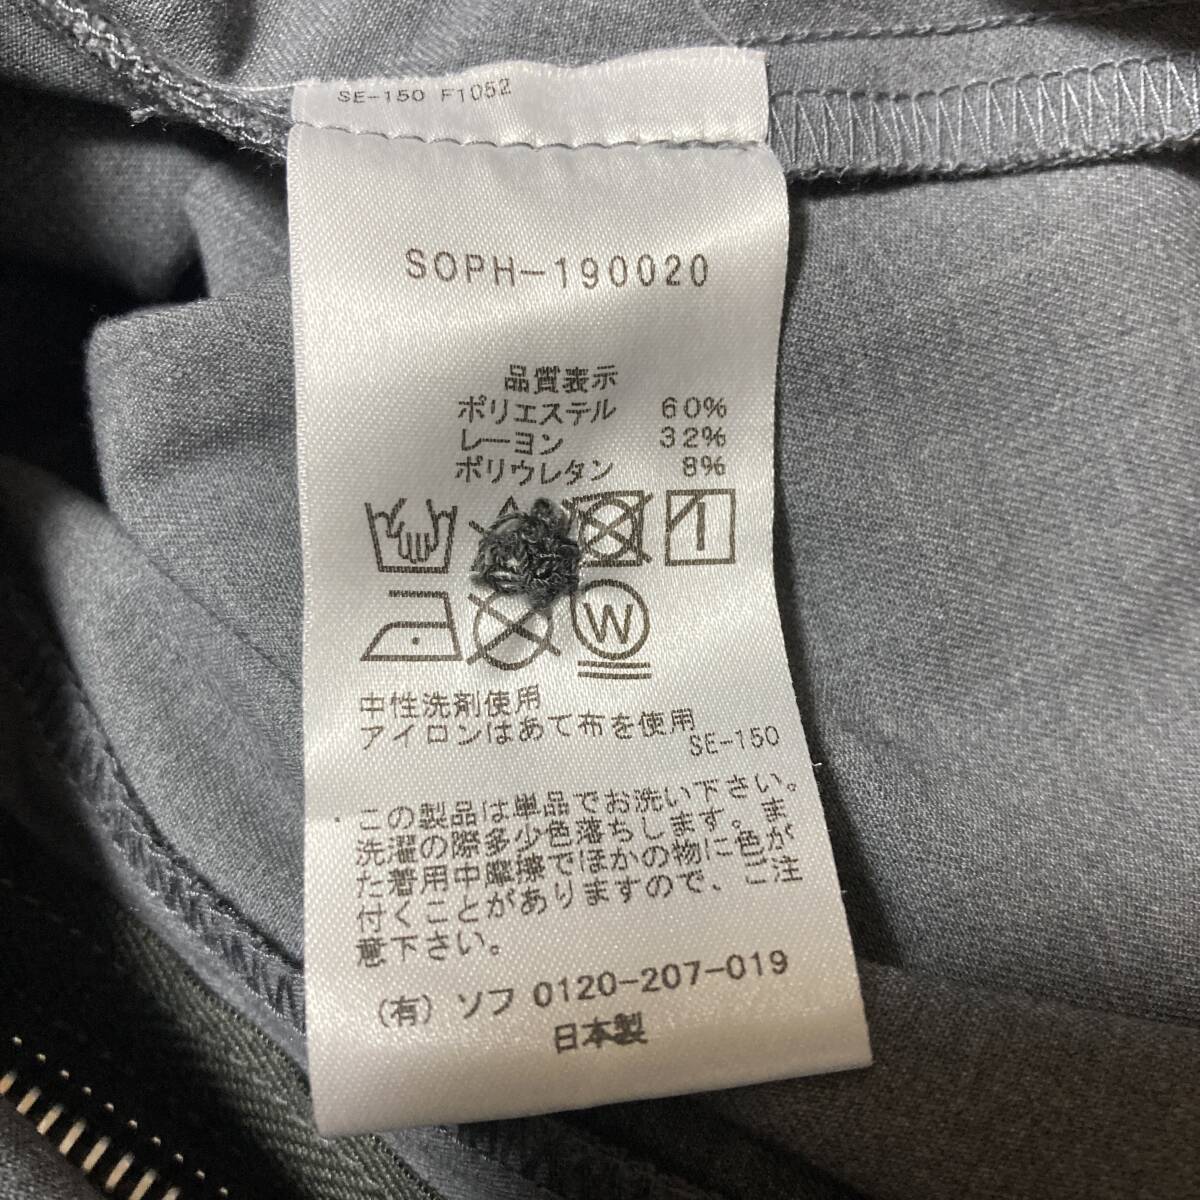 SE-150 F1052
SOPH-190020
品質表示
ポリエステル 60%
レーヨン 32%
ポリウレタン 8%
W
中性洗剤使用
アイロンはあて布を使用
SE-150
この製品は単品でお洗い下さい。
洗濯の際多少色落ちします。ま
た着用中摩擦でほかの物に色が
付くことがありますので、ご注
意下さい。
(有) ソフ 0120-207-019
日本製